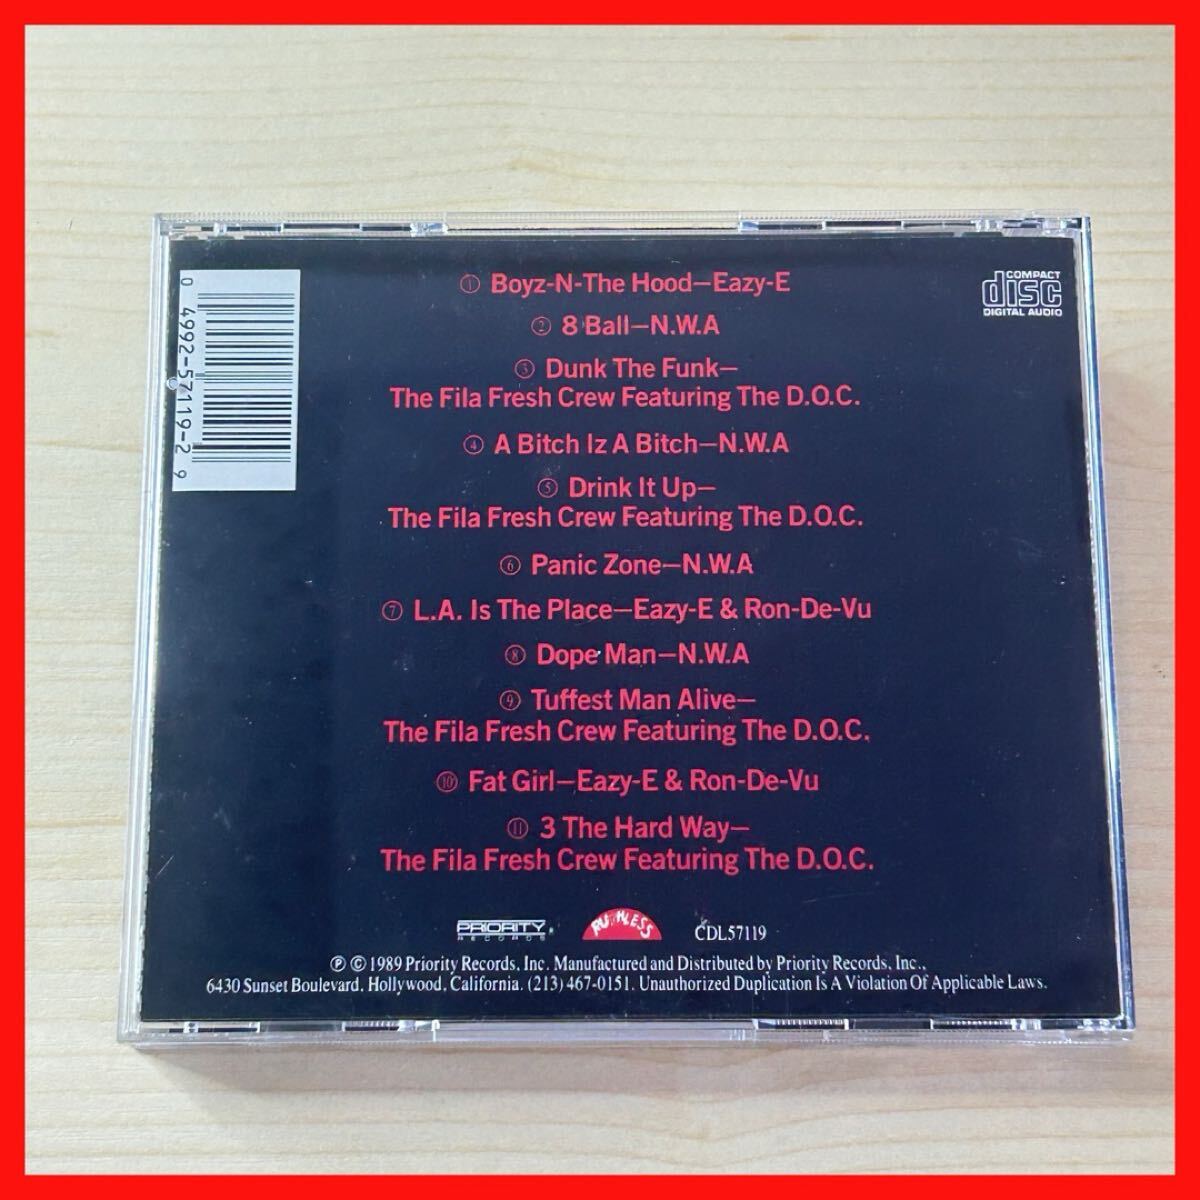 ① Boyz-N-The Hood—Eazy-E
② 8 Ball—N.W.A
③ Dunk The Funk—
The Fila Fresh Crew Featuring The D.O.C.
④ A Bitch Iz A Bitch—N.W.A
⑤ Drink It Up—
The Fila Fresh Crew Featuring The D.O.C.
⑥ Panic Zone—N.W.A
⑦ L.A. Is The Place—Eazy-E & Ron-De-Vu
⑧ Dope Man—N.W.A
⑨ Tuffest Man Alive—
The Fila Fresh Crew Featuring The D.O.C.
⑩ Fat Girl—Eazy-E & Ron-De-Vu
⑪ 3 The Hard Way—
The Fila Fresh Crew Featuring The D.O.C.
0 4992-57119-2 9
COMPACT
disc
DIGITAL AUDIO
PRIORITY
RECORDS
RUTHLESS
CDL57119
℗ © 1989 Priority Records, Inc. Manufactured and Distributed by Priority Records, Inc.,
6430 Sunset Boulevard, Hollywood, California. (213) 467-0151. Unauthorized Duplication Is A Violation Of Applicable Laws.